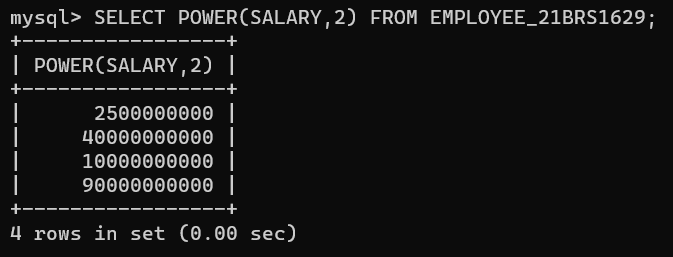 mysql> SELECT POWER(SALARY,2) FROM EMPLOYEE_21BRS1629;
+-----------------+
| POWER(SALARY,2) |
+-----------------+
|      2500000000 |
|     40000000000 |
|     10000000000 |
|     90000000000 |
+-----------------+
4 rows in set (0.00 sec)